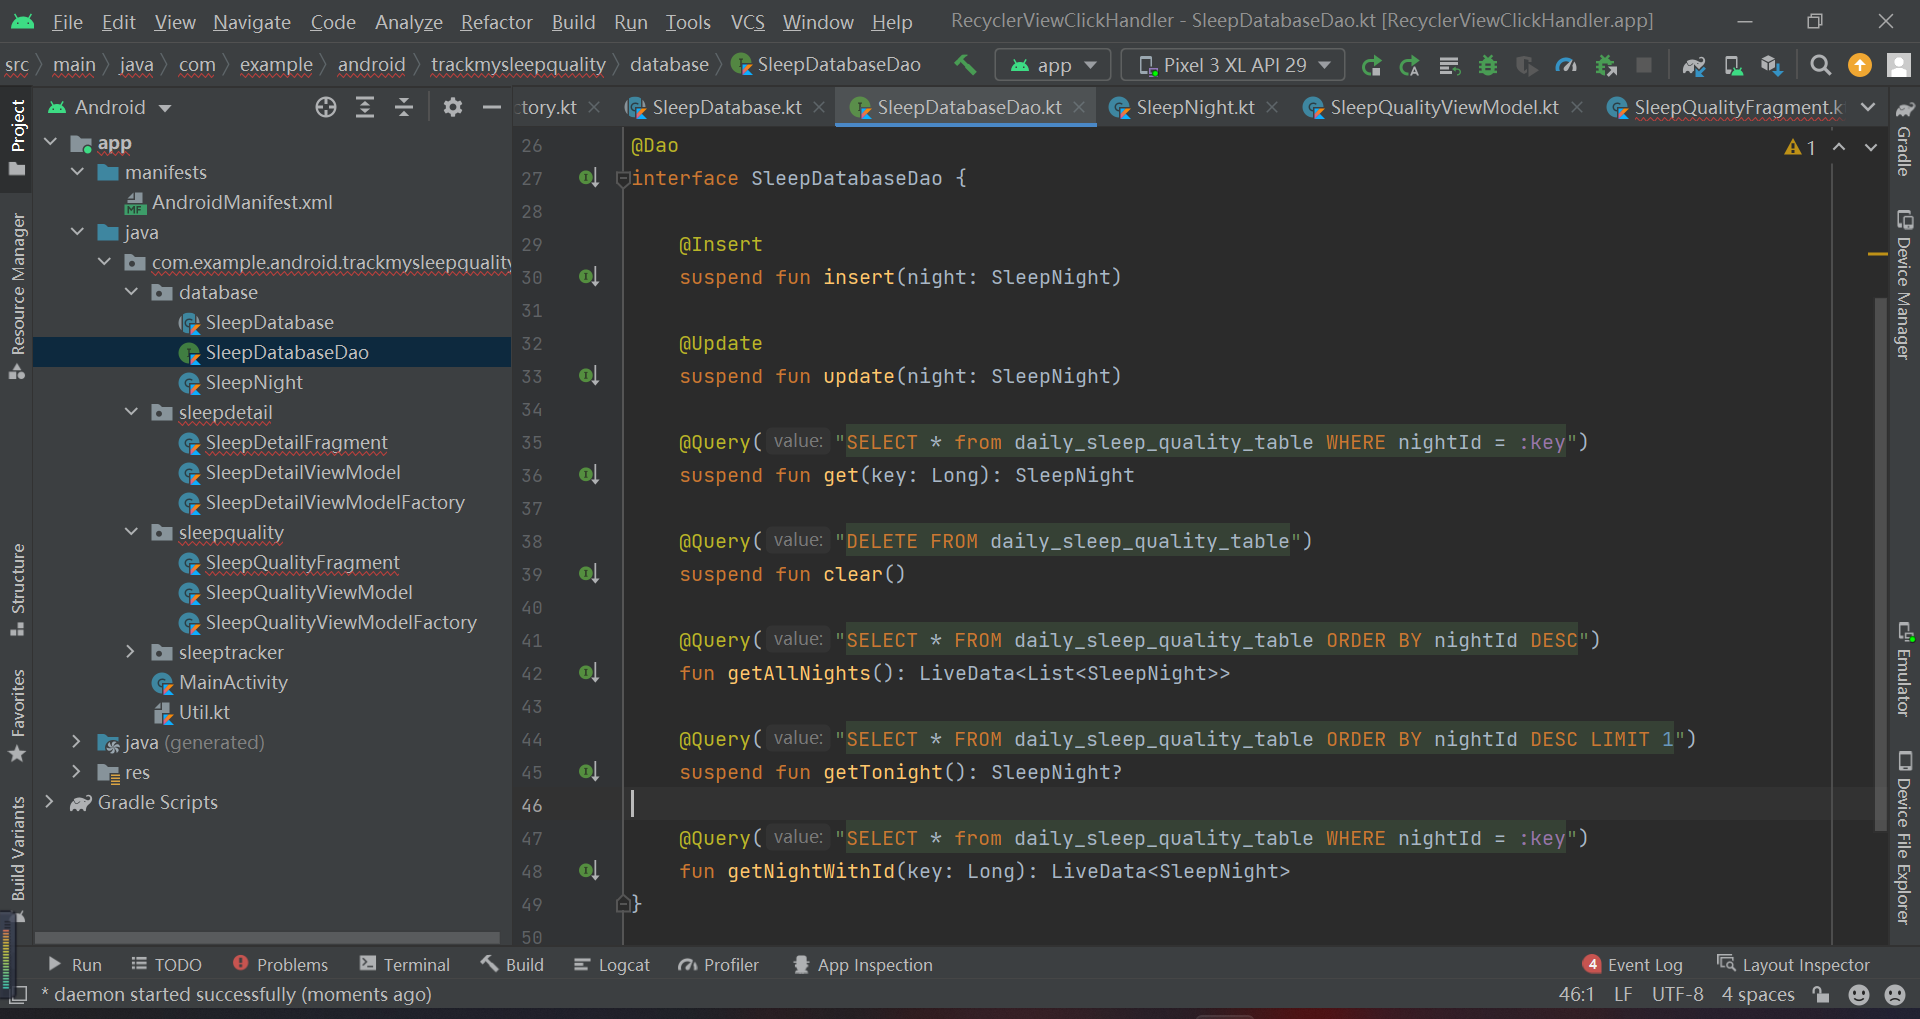 File Edit View Navigate Code Analyze Refactor Build Run Tools VCS Window Help RecyclerViewClickHandler - SleepDatabaseDao.kt [RecyclerViewClickHandler.app]
src main java com example android trackmysleepquality database SleepDatabaseDao app Pixel 3 XL API 29
Android
ctory.kt SleepDatabase.kt SleepDatabaseDao.kt SleepNight.kt SleepQualityViewModel.kt SleepQualityFragment.k
Project
Resource Manager
Structure
Favorites
Build Variants
app
manifests
AndroidManifest.xml
java
com.example.android.trackmysleepquality
database
SleepDatabase
SleepDatabaseDao
SleepNight
sleepdetail
SleepDetailFragment
SleepDetailViewModel
SleepDetailViewModelFactory
sleepquality
SleepQualityFragment
SleepQualityViewModel
SleepQualityViewModelFactory
sleeptracker
MainActivity
Util.kt
java (generated)
res
Gradle Scripts
26 @Dao
27 interface SleepDatabaseDao {
28
29 @Insert
30 suspend fun insert(night: SleepNight)
31
32 @Update
33 suspend fun update(night: SleepNight)
34
35 @Query( value: "SELECT * from daily_sleep_quality_table WHERE nightId = :key")
36 suspend fun get(key: Long): SleepNight
37
38 @Query( value: "DELETE FROM daily_sleep_quality_table")
39 suspend fun clear()
40
41 @Query( value: "SELECT * FROM daily_sleep_quality_table ORDER BY nightId DESC")
42 fun getAllNights(): LiveData<List<SleepNight>>
43
44 @Query( value: "SELECT * FROM daily_sleep_quality_table ORDER BY nightId DESC LIMIT 1")
45 suspend fun getTonight(): SleepNight?
46
47 @Query( value: "SELECT * from daily_sleep_quality_table WHERE nightId = :key")
48 fun getNightWithId(key: Long): LiveData<SleepNight>
49 }
50
1
Gradle
Device Manager
Emulator
Device File Explorer
Run TODO Problems Terminal Build Logcat Profiler App Inspection 4 Event Log Layout Inspector
* daemon started successfully (moments ago) 46:1 LF UTF-8 4 spaces